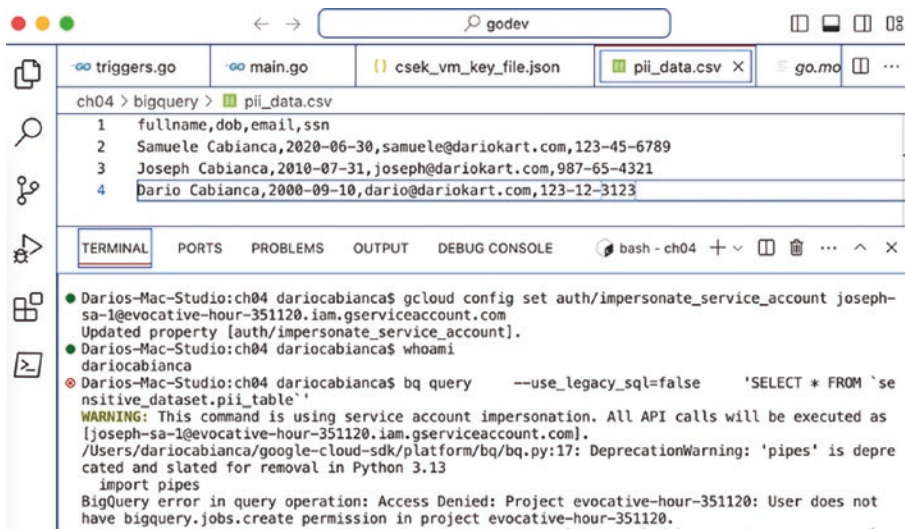 godev
triggers.go
main.go
{} csek_vm_key_file.json
pii_data.csv ×
go.mo
ch04 > bigquery > pii_data.csv
1 fullname,dob,email,ssn
2 Samuele Cabianca,2020-06-30,samuele@dariokart.com,123-45-6789
3 Joseph Cabianca,2010-07-31,joseph@dariokart.com,987-65-4321
4 Dario Cabianca,2000-09-10,dario@dariokart.com,123-12-3123
TERMINAL PORTS PROBLEMS OUTPUT DEBUG CONSOLE bash - ch04
Darios-Mac-Studio:ch04 dariocabianca$ gcloud config set auth/impersonate_service_account joseph-
sa-1@evocative-hour-351120.iam.gserviceaccount.com
Updated property [auth/impersonate_service_account].
Darios-Mac-Studio:ch04 dariocabianca$ whoami
dariocabianca
Darios-Mac-Studio:ch04 dariocabianca$ bq query --use_legacy_sql=false 'SELECT * FROM `se
nsitive_dataset.pii_table`'
WARNING: This command is using service account impersonation. All API calls will be executed as
[joseph-sa-1@evocative-hour-351120.iam.gserviceaccount.com].
/Users/dariocabianca/google-cloud-sdk/platform/bq/bq.py:17: DeprecationWarning: 'pipes' is depre
cated and slated for removal in Python 3.13
import pipes
BigQuery error in query operation: Access Denied: Project evocative-hour-351120: User does not
have bigquery.jobs.create permission in project evocative-hour-351120.